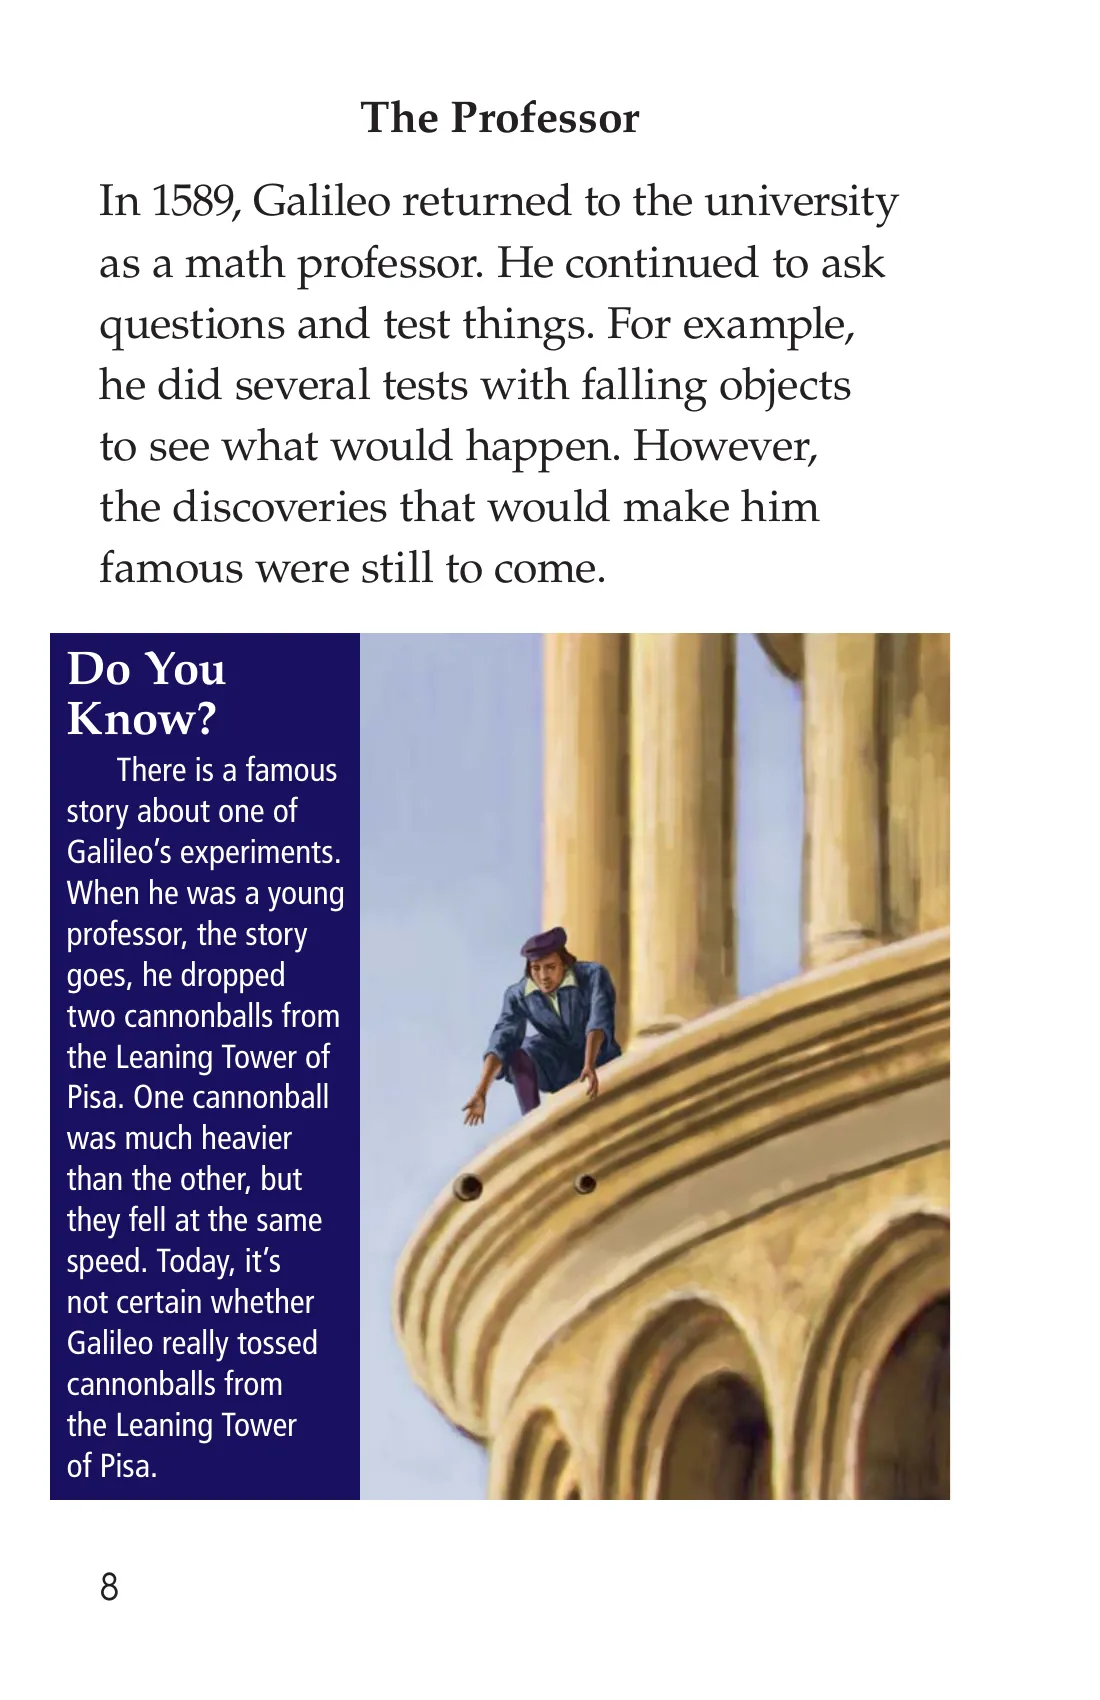 The Professor
In 1589, Galileo returned to the university
as a math professor. He continued to ask
questions and test things. For example,
he did several tests with falling objects
to see what would happen. However,
the discoveries that would make him
famous were still to come.
Do You
Know?
There is a famous
story about one of
Galileo’s experiments.
When he was a young
professor, the story
goes, he dropped
two cannonballs from
the Leaning Tower of
Pisa. One cannonball
was much heavier
than the other, but
they fell at the same
speed. Today, it’s
not certain whether
Galileo really tossed
cannonballs from
the Leaning Tower
of Pisa.
8